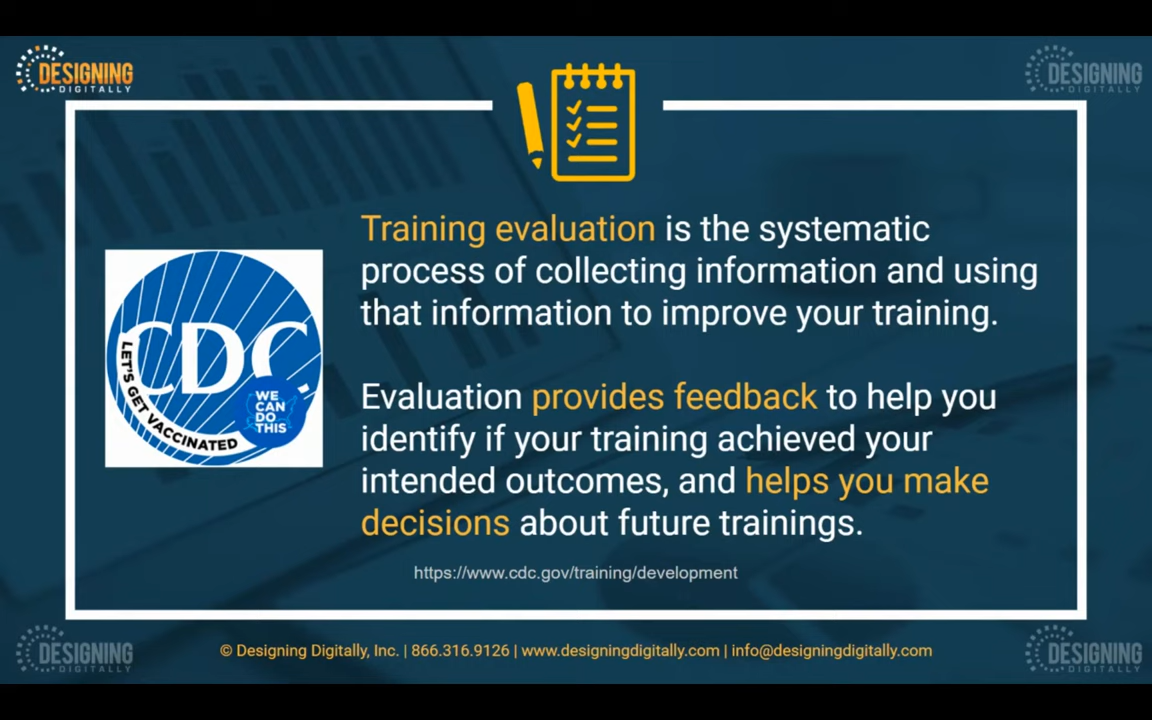 DESIGNING
DIGITALLY
DESIGNING
DIGITALLY
Training evaluation is the systematic
process of collecting information and using
that information to improve your training.
CDC
LET'S GET VACCINATED
WE
CAN
DO
THIS
Evaluation provides feedback to help you
identify if your training achieved your
intended outcomes, and helps you make
decisions about future trainings.
https://www.cdc.gov/training/development
DESIGNING
DIGITALLY
© Designing Digitally, Inc. | 866.316.9126 | www.designingdigitally.com | info@designingdigitally.com
DESIGNING
DIGITALLY